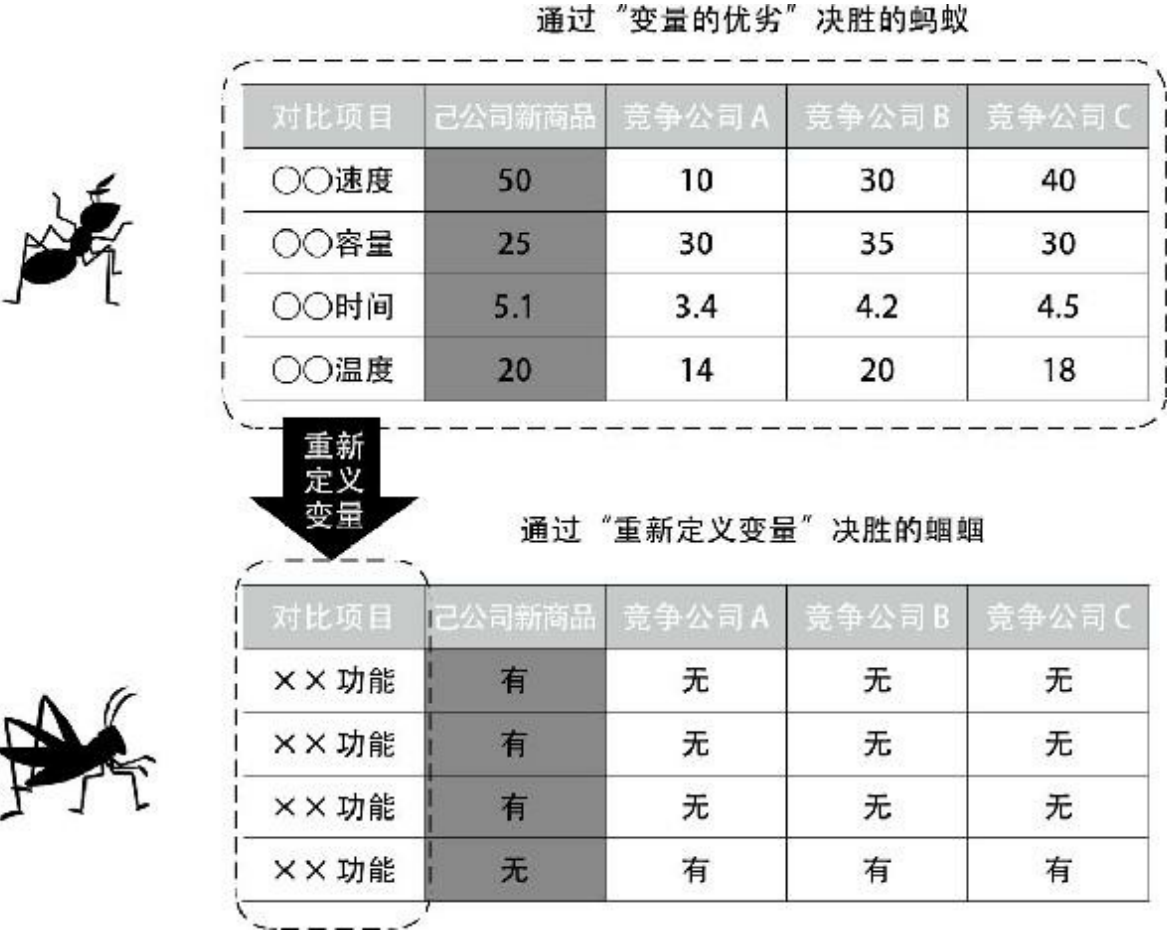 通过“变量的优劣”决胜的蚂蚁
对比项目 己公司新商品 竞争公司 A 竞争公司 B 竞争公司 C
○○速度 50 10 30 40
○○容量 25 30 35 30
○○时间 5.1 3.4 4.2 4.5
○○温度 20 14 20 18
重新
定义
变量
通过“重新定义变量”决胜的蝈蝈
对比项目 己公司新商品 竞争公司 A 竞争公司 B 竞争公司 C
×× 功能 有 无 无 无
×× 功能 有 无 无 无
×× 功能 有 无 无 无
×× 功能 无 有 有 有